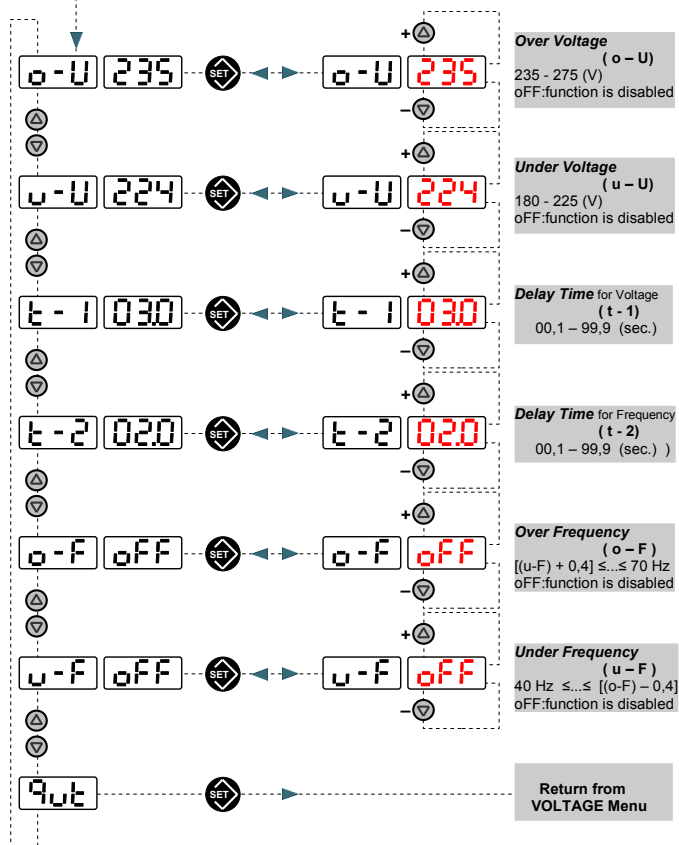 +
o-U 235 SET o-U 235
–
Over Voltage
( o – U)
235 - 275 (V)
oFF:function is disabled
+
u-U 224 SET u-U 224
–
Under Voltage
( u – U)
180 - 225 (V)
oFF:function is disabled
+
t-1 03.0 SET t-1 03.0
–
Delay Time for Voltage
( t - 1)
00,1 – 99,9 (sec.)
+
t-2 02.0 SET t-2 02.0
–
Delay Time for Frequency
( t - 2)
00,1 – 99,9 (sec.) )
+
o-F oFF SET o-F oFF
–
Over Frequency
( o – F )
[(u-F) + 0,4] ≤...≤ 70 Hz
oFF:function is disabled
+
u-F oFF SET u-F oFF
–
Under Frequency
( u – F )
40 Hz ≤...≤ [(o-F) – 0,4]
oFF:function is disabled
qut SET
Return from
VOLTAGE Menu